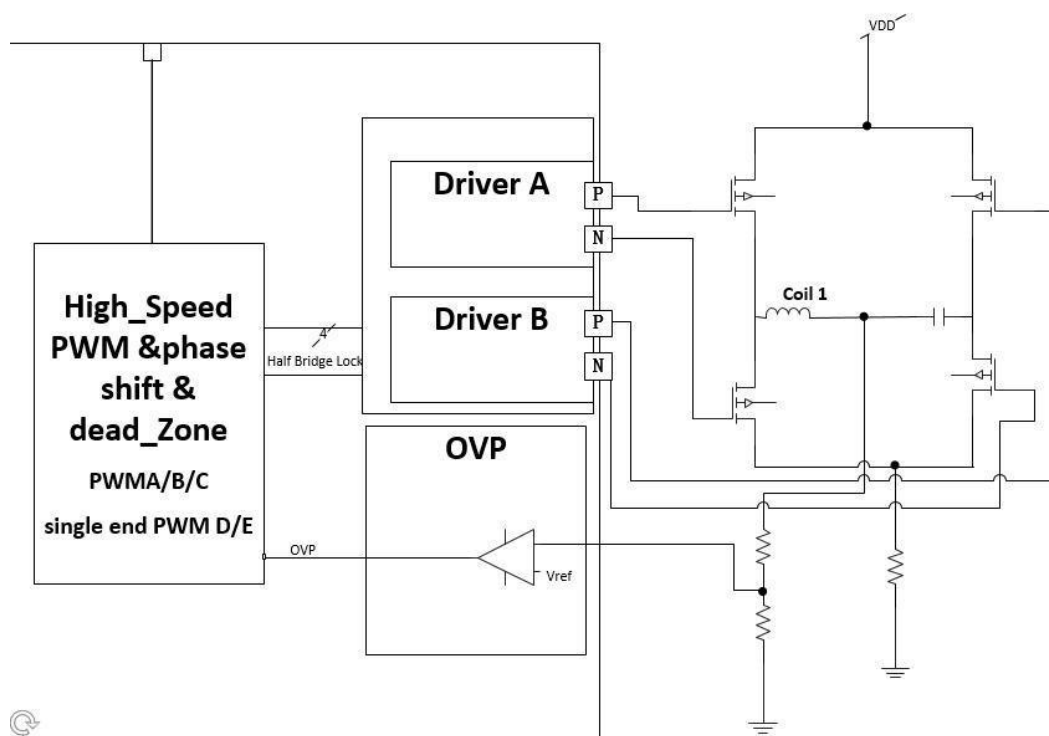 VDD
Driver A
P
N
High_Speed
PWM &phase
shift &
dead_Zone
PWMA/B/C
single end PWM D/E
4
Half Bridge Lock
Driver B
P
N
Coil 1
OVP
OVP
Vref